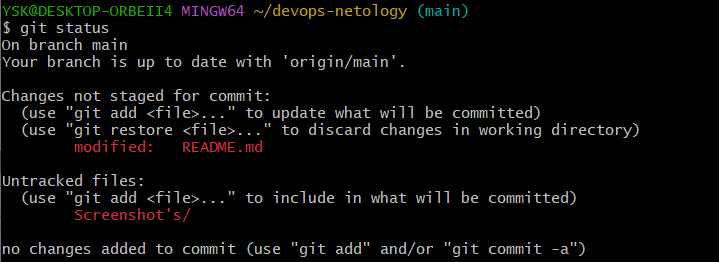 YSK@DESKTOP-ORBEII4 MINGW64 ~/devops-netology (main)
$ git status
On branch main
Your branch is up to date with 'origin/main'.
Changes not staged for commit:
(use "git add <file>..." to update what will be committed)
(use "git restore <file>..." to discard changes in working directory)
modified: README.md
Untracked files:
(use "git add <file>..." to include in what will be committed)
Screenshot's/
no changes added to commit (use "git add" and/or "git commit -a")